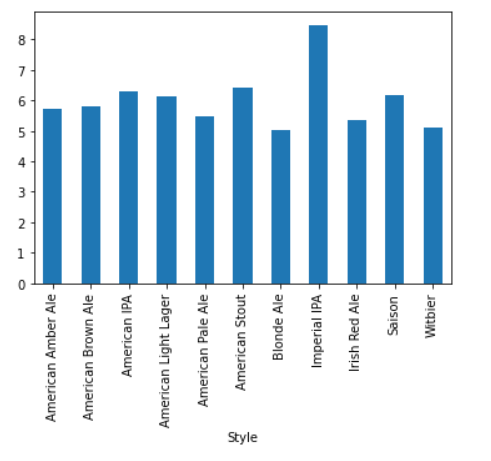 8
7
6
5
4
3
2
1
0
American Amber Ale
American Brown Ale
American IPA
American Light Lager
American Pale Ale
American Stout
Blonde Ale
Imperial IPA
Irish Red Ale
Saison
Witbier
Style